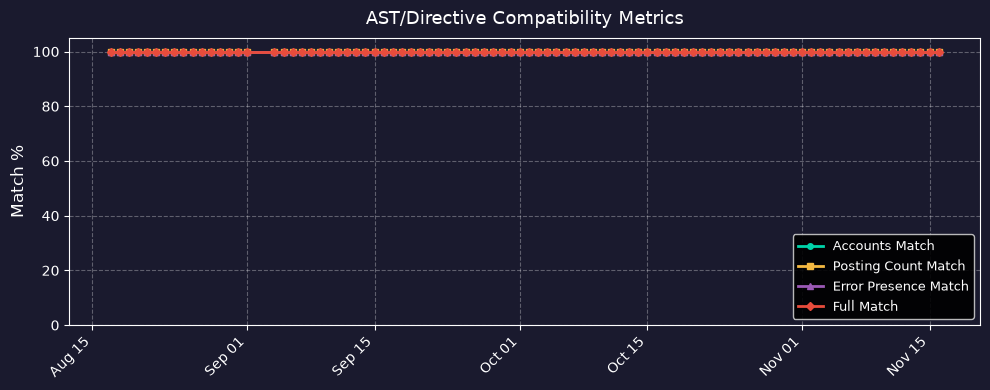 AST/Directive Compatibility Metrics
Match %
100
80
60
40
20
0
Accounts Match
Posting Count Match
Error Presence Match
Full Match
Aug 15
Sep 01
Sep 15
Oct 01
Oct 15
Nov 01
Nov 15